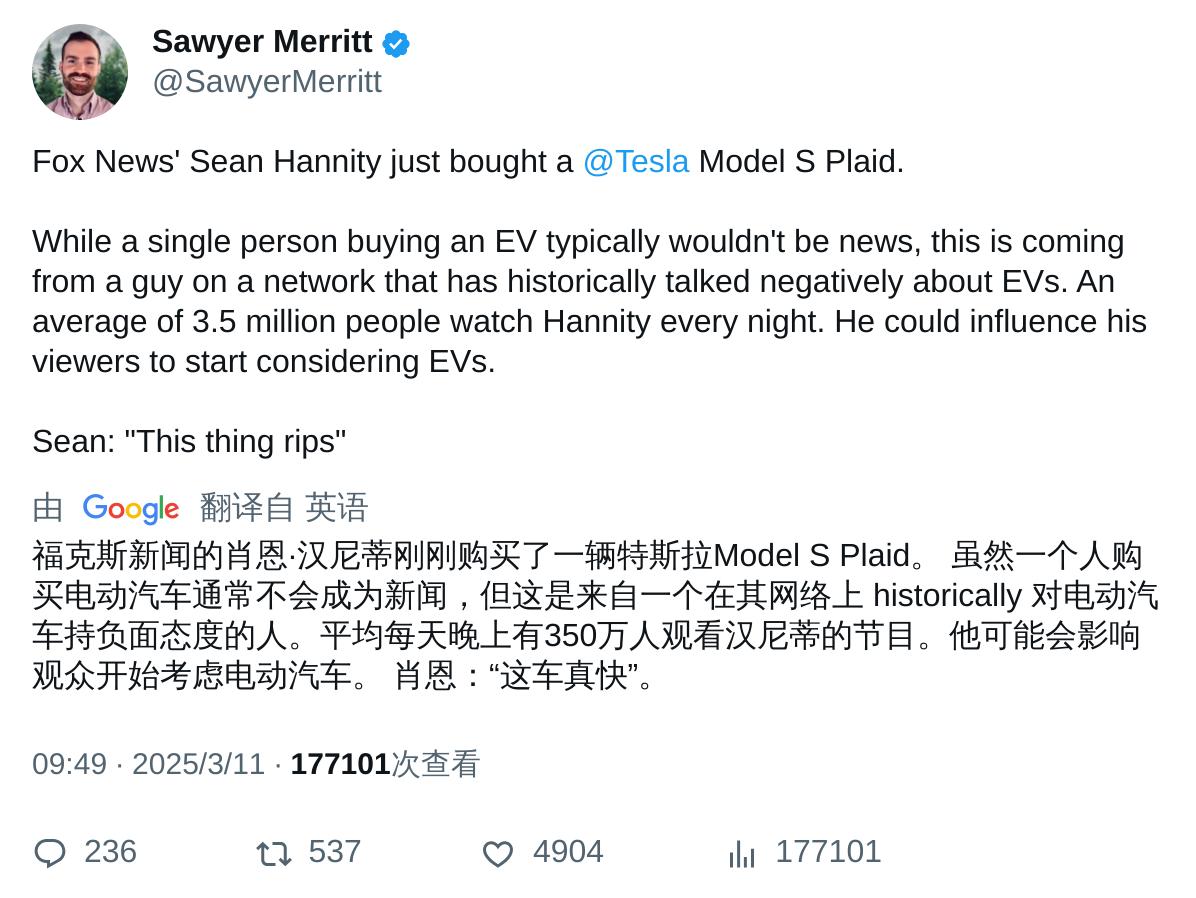 Sawyer Merritt
@SawyerMerritt
Fox News' Sean Hannity just bought a @Tesla Model S Plaid.
While a single person buying an EV typically wouldn't be news, this is coming
from a guy on a network that has historically talked negatively about EVs. An
average of 3.5 million people watch Hannity every night. He could influence his
viewers to start considering EVs.
Sean: "This thing rips"
由 Google 翻译自 英语
福克斯新闻的肖恩·汉尼蒂刚刚购买了一辆特斯拉Model S Plaid。 虽然一个人购
买电动汽车通常不会成为新闻，但这是来自一个在其网络上 historically 对电动汽
车持负面态度的人。平均每天晚上有350万人观看汉尼蒂的节目。他可能会影响
观众开始考虑电动汽车。 肖恩：“这车真快”。
09:49 · 2025/3/11 · 177101次查看
236 537 4904 177101